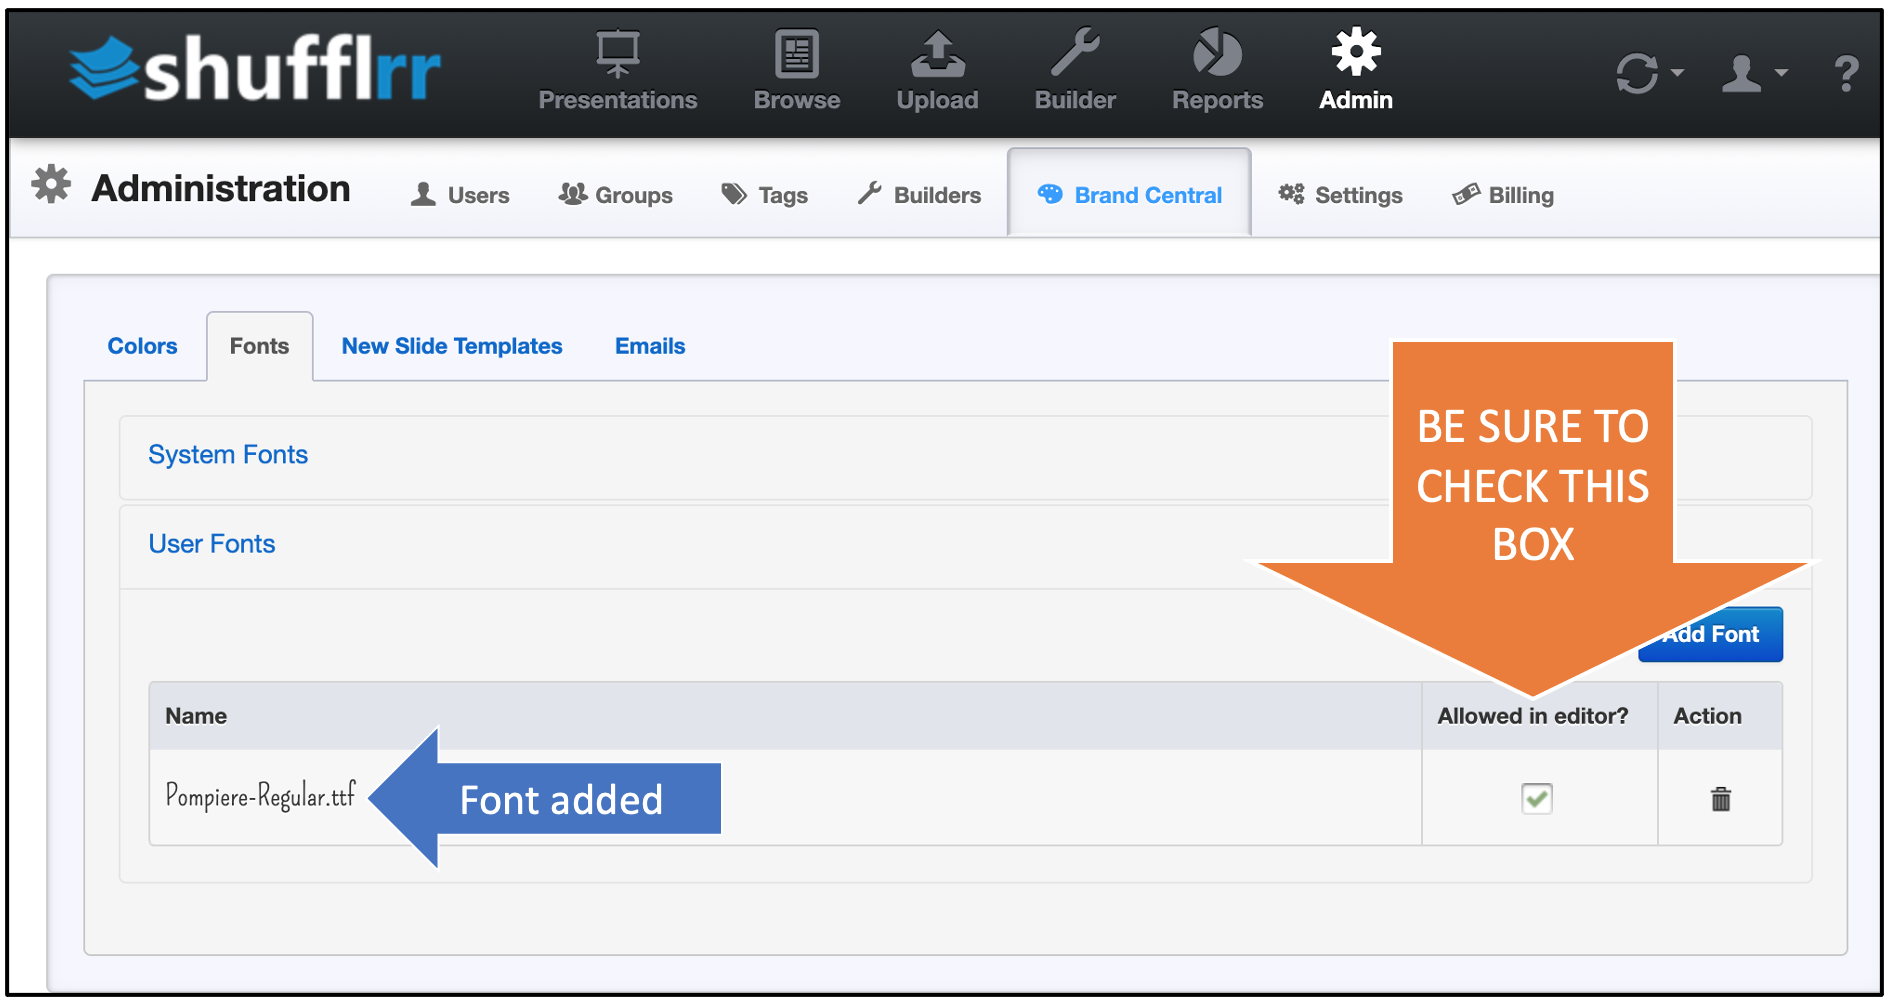 shufflrr
Presentations Browse Upload Builder Reports Admin ?
Administration Users Groups Tags Builders Brand Central Settings Billing
Colors Fonts New Slide Templates Emails
BE SURE TO
CHECK THIS
BOX
System Fonts
User Fonts
Add Font
Name Allowed in editor? Action
Pompiere-Regular.ttf Font added